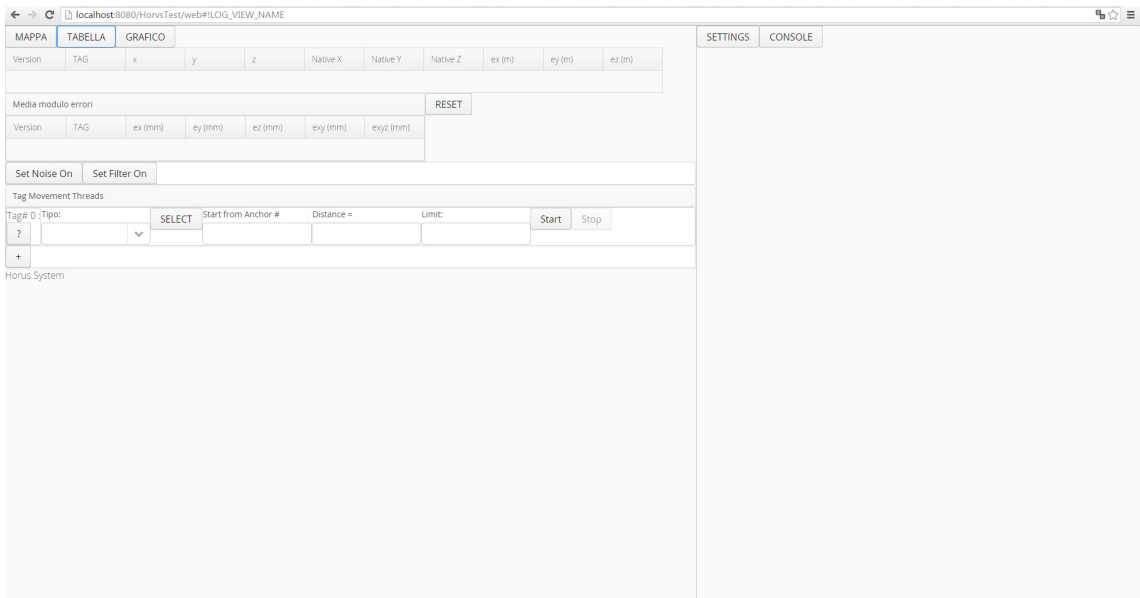 localhost:8080/HorvsTest/web#!LOG_VIEW_NAME
MAPPA TABELLA GRAFICO SETTINGS CONSOLE
Version TAG x y z Native X Native Y Native Z ex (m) ey (m) ez (m)
Media modulo errori RESET
Version TAG ex (mm) ey (mm) ez (mm) exy (mm) exyz (mm)
Set Noise On Set Filter On
Tag Movement Threads
Tag# 0 : Tipo: SELECT Start from Anchor # Distance = Limit: Start Stop
?
+
Horus System